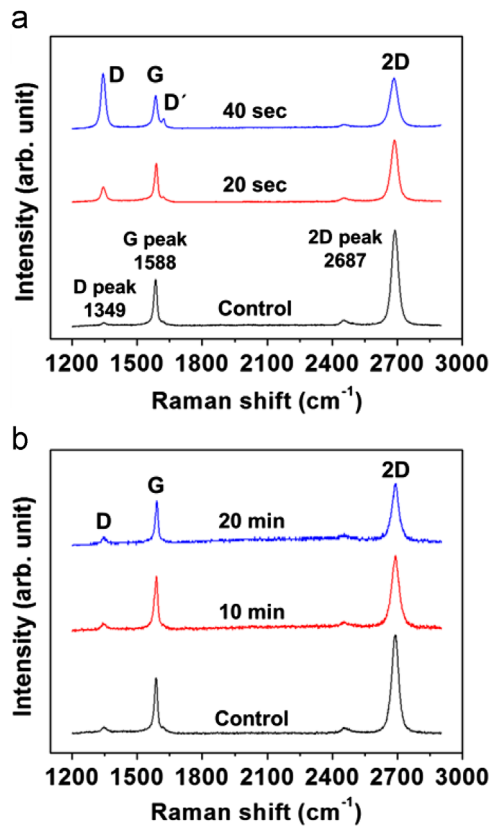 a
D
G
D´
2D
40 sec
20 sec
G peak
1588
2D peak
2687
D peak
1349
Control
Intensity (arb. unit)
1200 1500 1800 2100 2400 2700 3000
Raman shift (cm⁻¹)
b
D
G
2D
20 min
10 min
Control
Intensity (arb. unit)
1200 1500 1800 2100 2400 2700 3000
Raman shift (cm⁻¹)